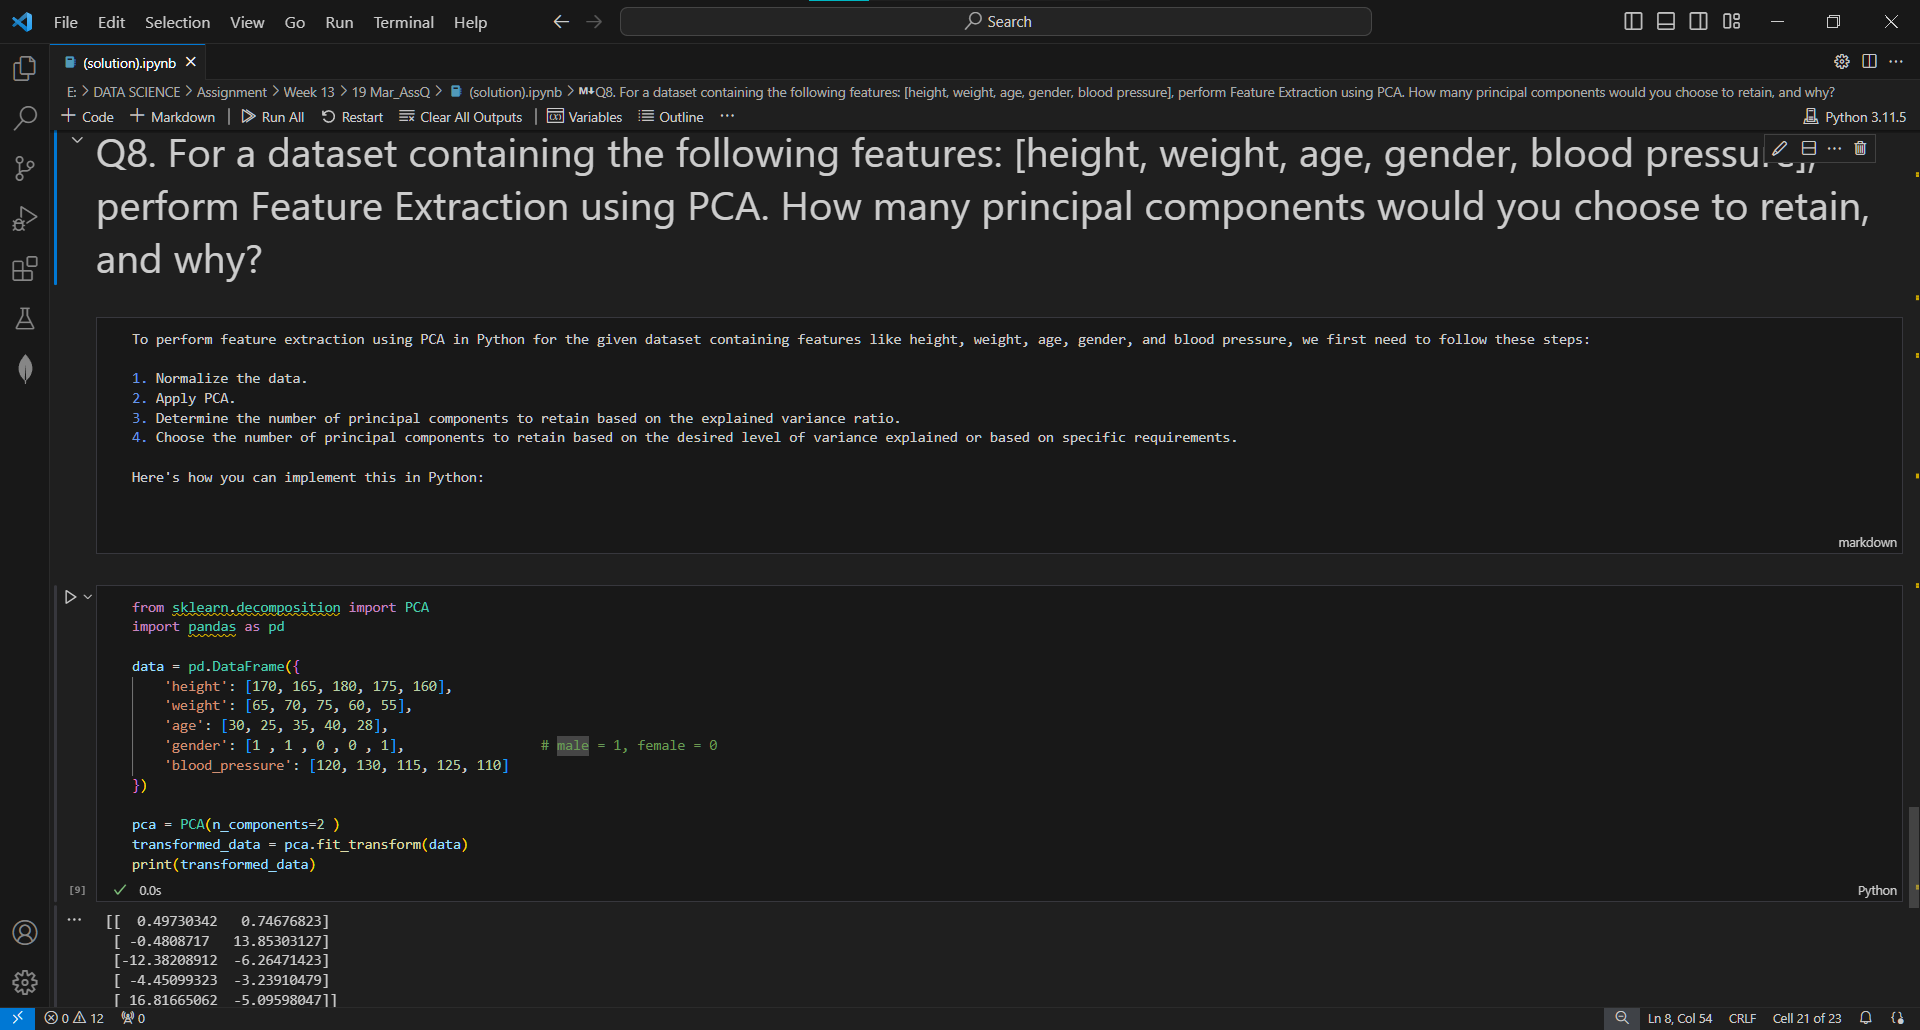 File Edit Selection View Go Run Terminal Help Search
(solution).ipynb
E: > DATA SCIENCE > Assignment > Week 13 > 19 Mar_AssQ > (solution).ipynb > M↓Q8. For a dataset containing the following features: [height, weight, age, gender, blood pressure], perform Feature Extraction using PCA. How many principal components would you choose to retain, and why?
+ Code + Markdown | Run All Restart Clear All Outputs | Variables Outline ··· Python 3.11.5
Q8. For a dataset containing the following features: [height, weight, age, gender, blood pressure],
perform Feature Extraction using PCA. How many principal components would you choose to retain,
and why?
To perform feature extraction using PCA in Python for the given dataset containing features like height, weight, age, gender, and blood pressure, we first need to follow these steps:
1. Normalize the data.
2. Apply PCA.
3. Determine the number of principal components to retain based on the explained variance ratio.
4. Choose the number of principal components to retain based on the desired level of variance explained or based on specific requirements.
Here's how you can implement this in Python:
markdown
from sklearn.decomposition import PCA
import pandas as pd
data = pd.DataFrame({
'height': [170, 165, 180, 175, 160],
'weight': [65, 70, 75, 60, 55],
'age': [30, 25, 35, 40, 28],
'gender': [1 , 1 , 0 , 0 , 1], # male = 1, female = 0
'blood_pressure': [120, 130, 115, 125, 110]
})
pca = PCA(n_components=2 )
transformed_data = pca.fit_transform(data)
print(transformed_data)
[9] 0.0s Python
[[ 0.49730342 0.74676823]
[ -0.4808717 13.85303127]
[-12.38208912 -6.26471423]
[ -4.45099323 -3.23910479]
[ 16.81665062 -5.09598047]]
0 12 0 Ln 8, Col 54 CRLF Cell 21 of 23